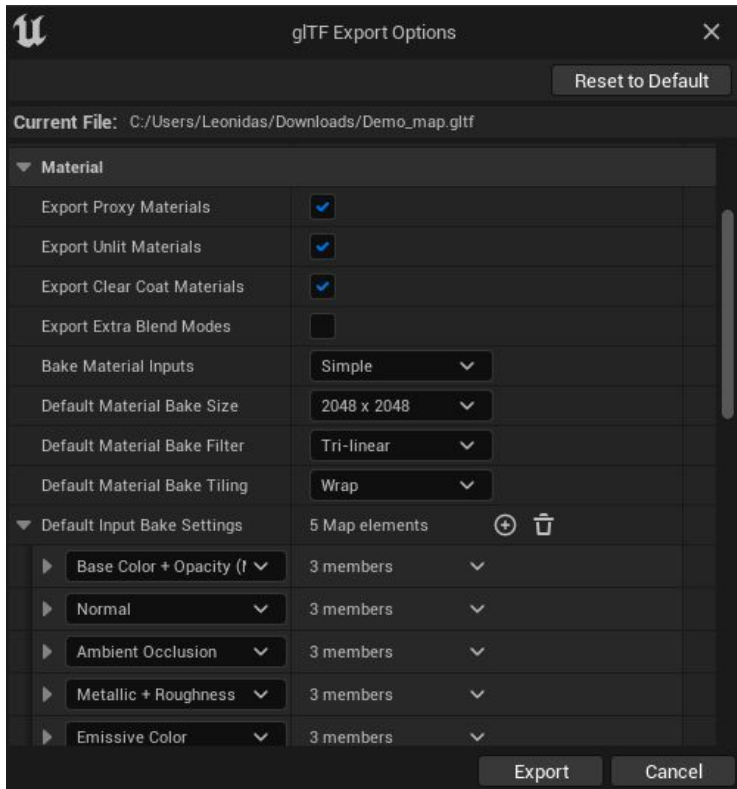 glTF Export Options
Reset to Default
Current File: C:/Users/Leonidas/Downloads/Demo_map.gltf
Material
Export Proxy Materials
Export Unlit Materials
Export Clear Coat Materials
Export Extra Blend Modes
Bake Material Inputs Simple
Default Material Bake Size 2048 x 2048
Default Material Bake Filter Tri-linear
Default Material Bake Tiling Wrap
Default Input Bake Settings 5 Map elements
Base Color + Opacity ( 3 members
Normal 3 members
Ambient Occlusion 3 members
Metallic + Roughness 3 members
Emissive Color 3 members
Export Cancel